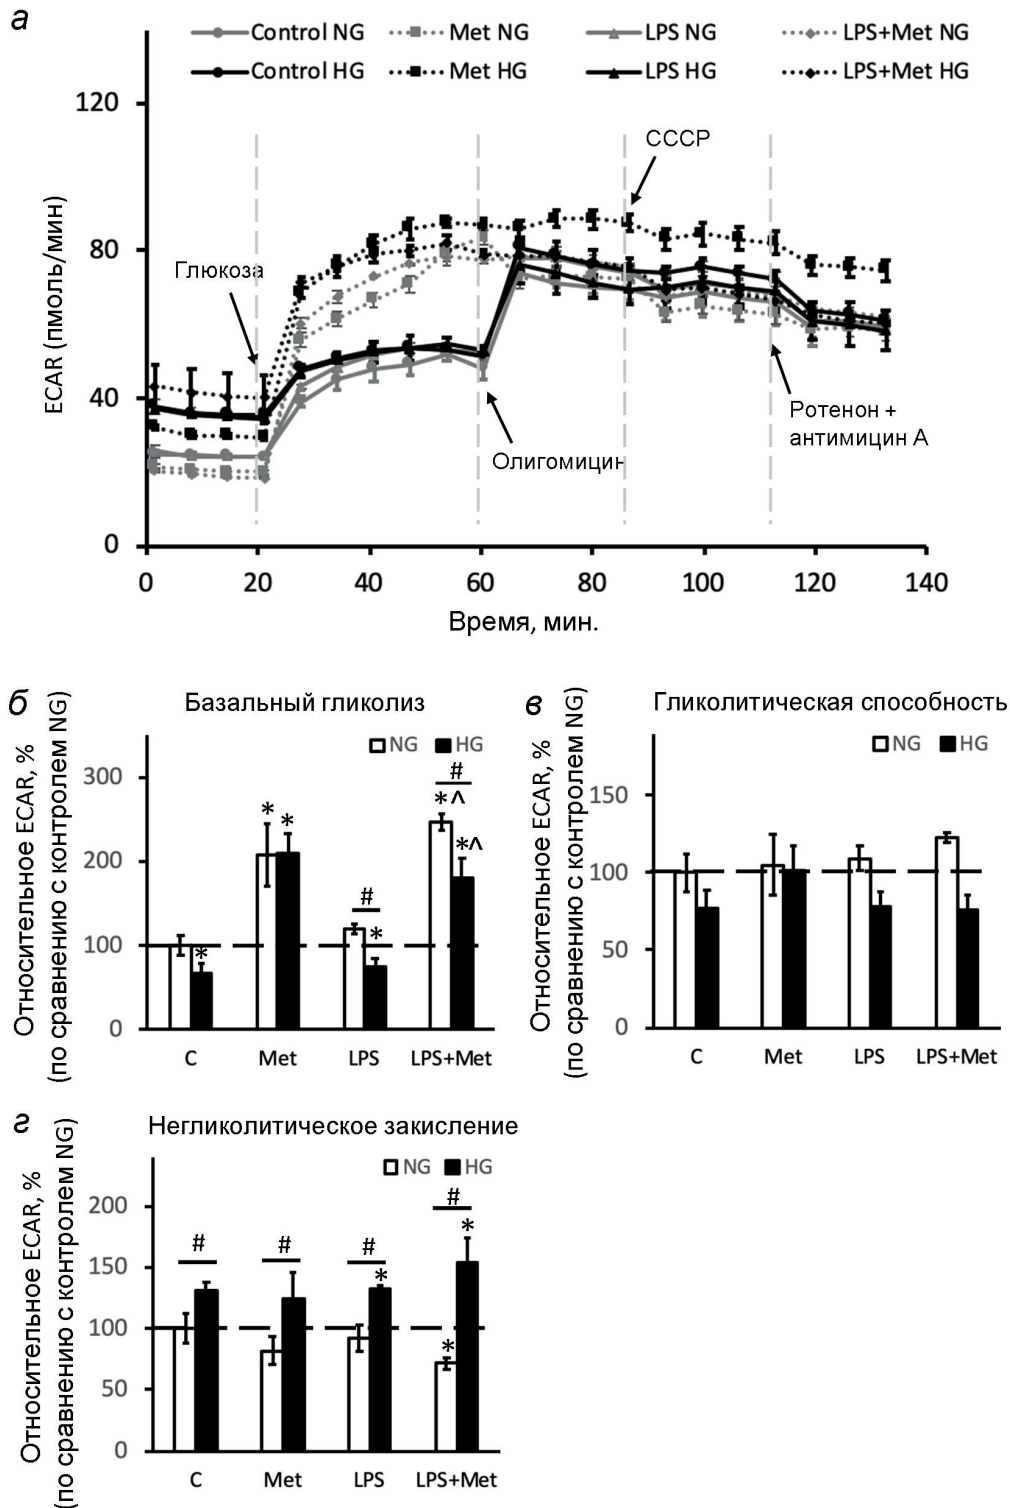 а
Control NG Met NG LPS NG LPS+Met NG
Control HG Met HG LPS HG LPS+Met HG
ECAR (пмоль/мин)
120
80
40
0
CCCP
Глюкоза
Ротенон +
антимицин А
Олигомицин
0 20 40 60 80 100 120 140
Время, мин.
б
Базальный гликолиз
Относительное ECAR, %
(по сравнению с контролем NG)
NG HG
300
200
100
0
#
* ^
* *
*^
#
*
*
C Met LPS LPS+Met
в
Гликолитическая способность
Относительное ECAR, %
(по сравнению с контролем NG)
NG HG
150
100
50
0
C Met LPS LPS+Met
г
Негликолитическое закисление
Относительное ECAR, %
(по сравнению с контролем NG)
NG HG
200
150
100
50
0
# # # #
* * *
C Met LPS LPS+Met